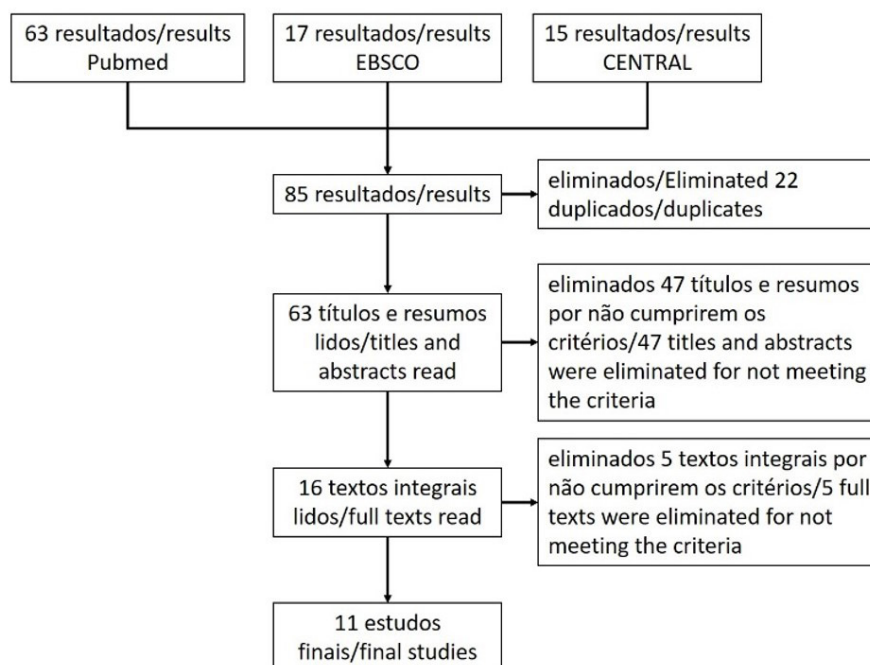 63 resultados/results
Pubmed
17 resultados/results
EBSCO
15 resultados/results
CENTRAL
85 resultados/results
eliminados/Eliminated 22
duplicados/duplicates
63 títulos e resumos
lidos/titles and
abstracts read
eliminados 47 títulos e resumos
por não cumprirem os
critérios/47 titles and abstracts
were eliminated for not meeting
the criteria
16 textos integrais
lidos/full texts read
eliminados 5 textos integrais por
não cumprirem os critérios/5 full
texts were eliminated for not
meeting the criteria
11 estudos
finais/final studies